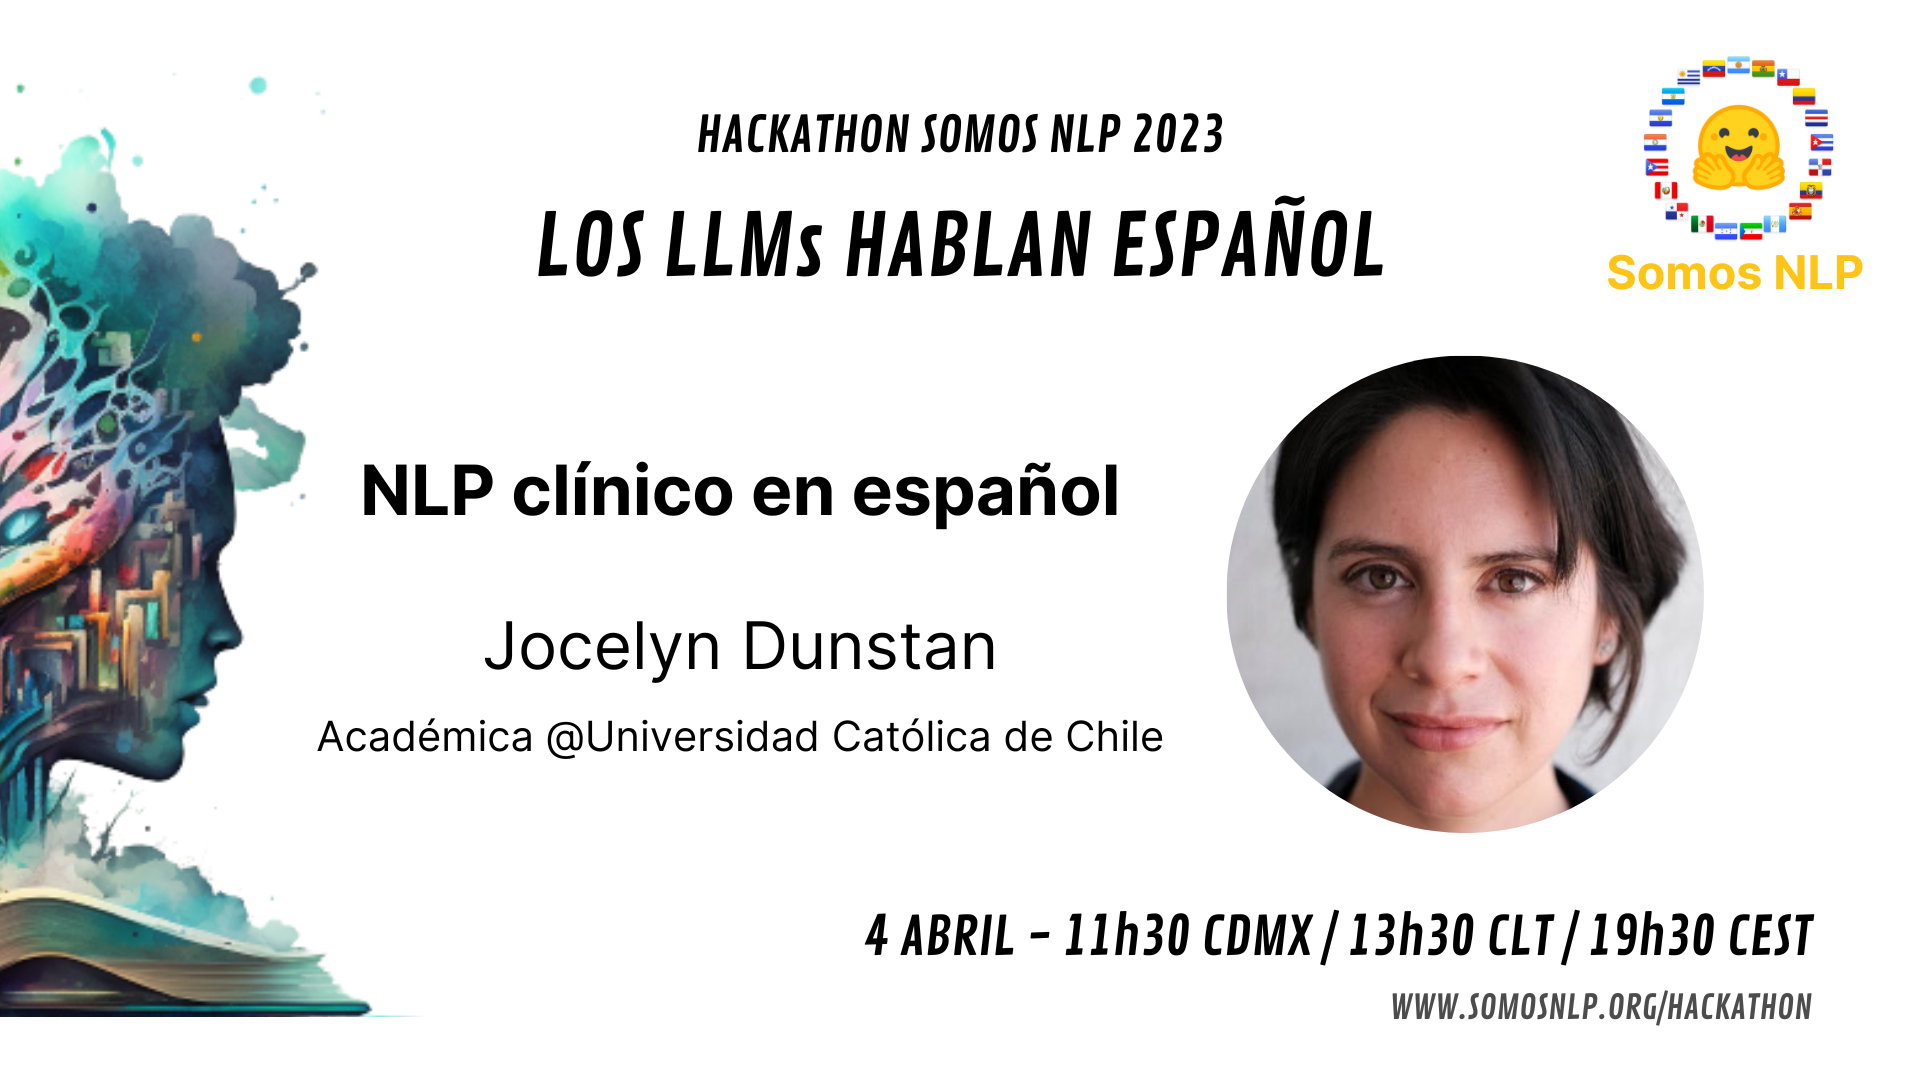 HACKATHON SOMOS NLP 2023
LOS LLMs HABLAN ESPAÑOL
Somos NLP
NLP clínico en español
Jocelyn Dunstan
Académica @Universidad Católica de Chile
4 ABRIL - 11h30 CDMX / 13h30 CLT / 19h30 CEST
WWW.SOMOSNLP.ORG/HACKATHON